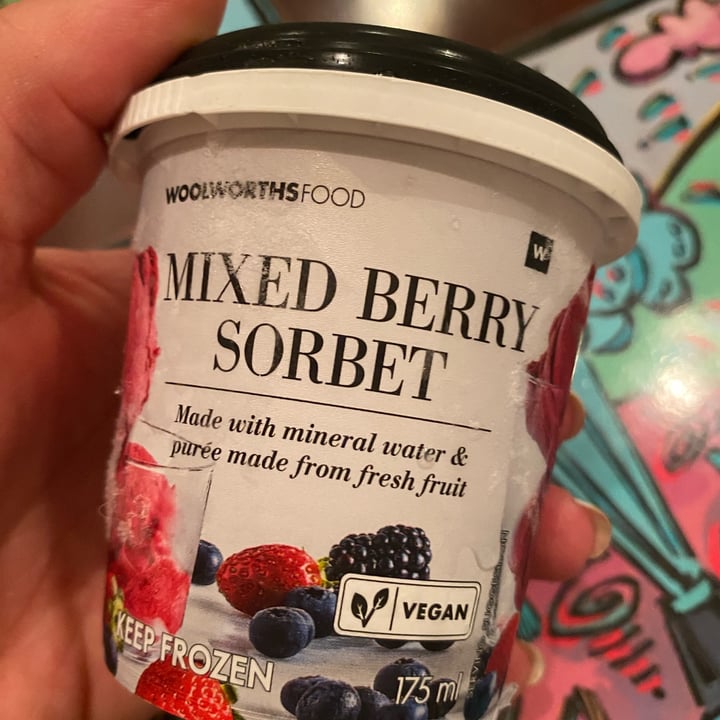 WOOLWORTHSFOOD
W
MIXED BERRY
SORBET
Made with mineral water &
purée made from fresh fruit
VEGAN
KEEP FROZEN
175 ml